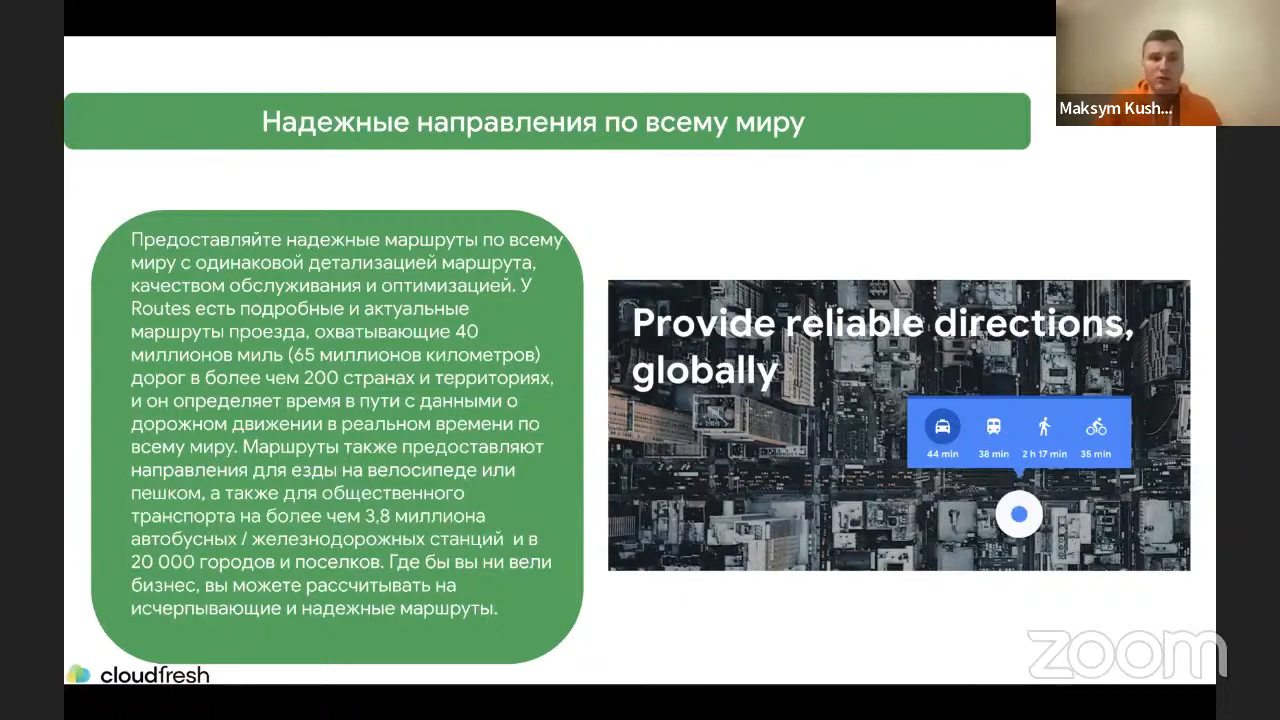 Надежные направления по всему миру
Maksym Kush...
Предоставляйте надежные маршруты по всему
миру с одинаковой детализацией маршрута,
качеством обслуживания и оптимизацией. У
Routes есть подробные и актуальные
маршруты проезда, охватывающие 40
миллионов миль (65 миллионов километров)
дорог в более чем 200 странах и территориях,
и он определяет время в пути с данными о
дорожном движении в реальном времени по
всему миру. Маршруты также предоставляют
направления для езды на велосипеде или
пешком, а также для общественного
транспорта на более чем 3,8 миллиона
автобусных / железнодорожных станций  и в
20 000 городов и поселков. Где бы вы ни вели
бизнес, вы можете рассчитывать на
исчерпывающие и надежные маршруты.
Provide reliable directions,
globally
44 min 38 min 2 h 17 min 35 min
cloudfresh
zoom